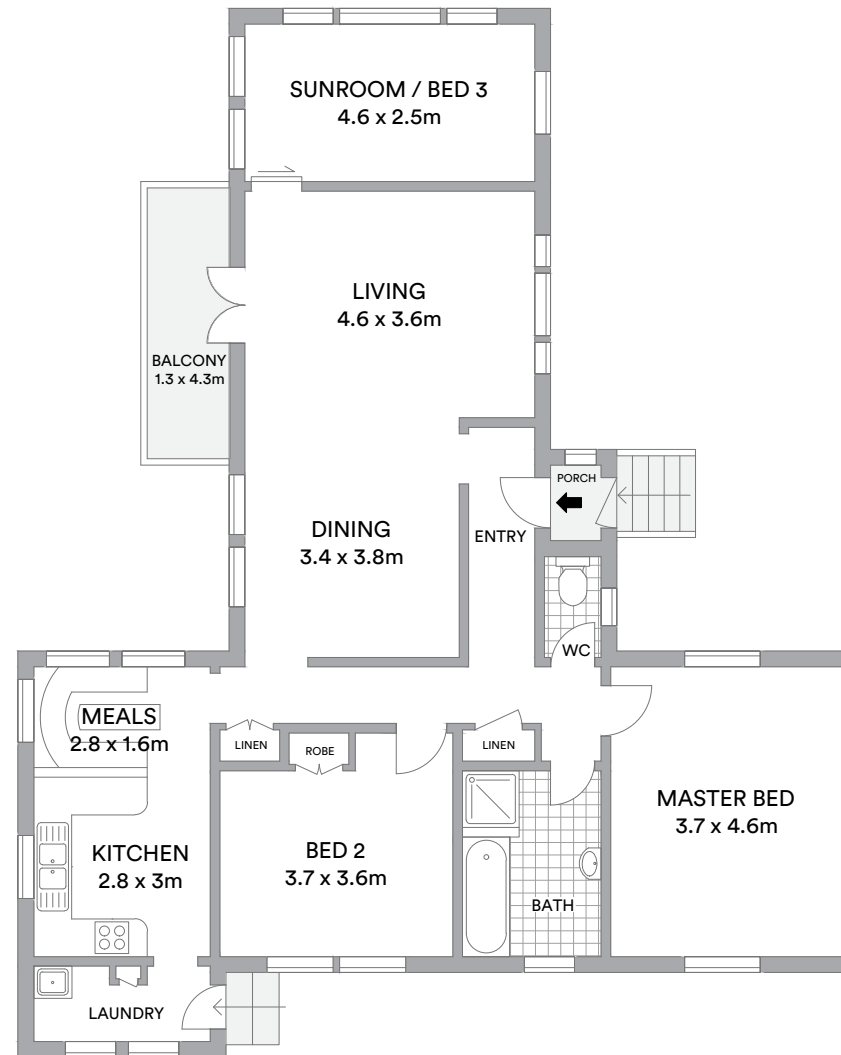 SUNROOM / BED 3
4.6 x 2.5m
LIVING
4.6 x 3.6m
BALCONY
1.3 x 4.3m
PORCH
ENTRY
DINING
3.4 x 3.8m
WC
MEALS
2.8 x 1.6m
LINEN
ROBE
LINEN
MASTER BED
3.7 x 4.6m
KITCHEN
2.8 x 3m
BED 2
3.7 x 3.6m
BATH
LAUNDRY